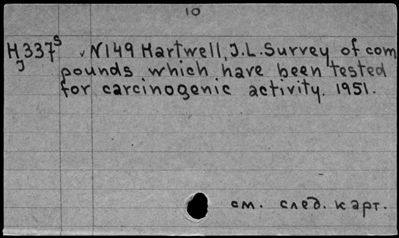 10
H337 s v N149 Hartwell, J.L. Survey of com
J pounds which have been tested
for carcinogenic activity. 1951.
см. след. карт.